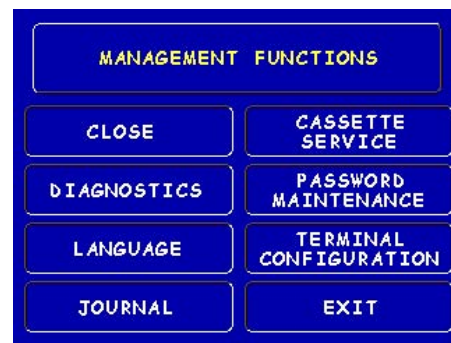 MANAGEMENT FUNCTIONS
CLOSE
CASSETTE
SERVICE
DIAGNOSTICS
PASSWORD
MAINTENANCE
LANGUAGE
TERMINAL
CONFIGURATION
JOURNAL
EXIT